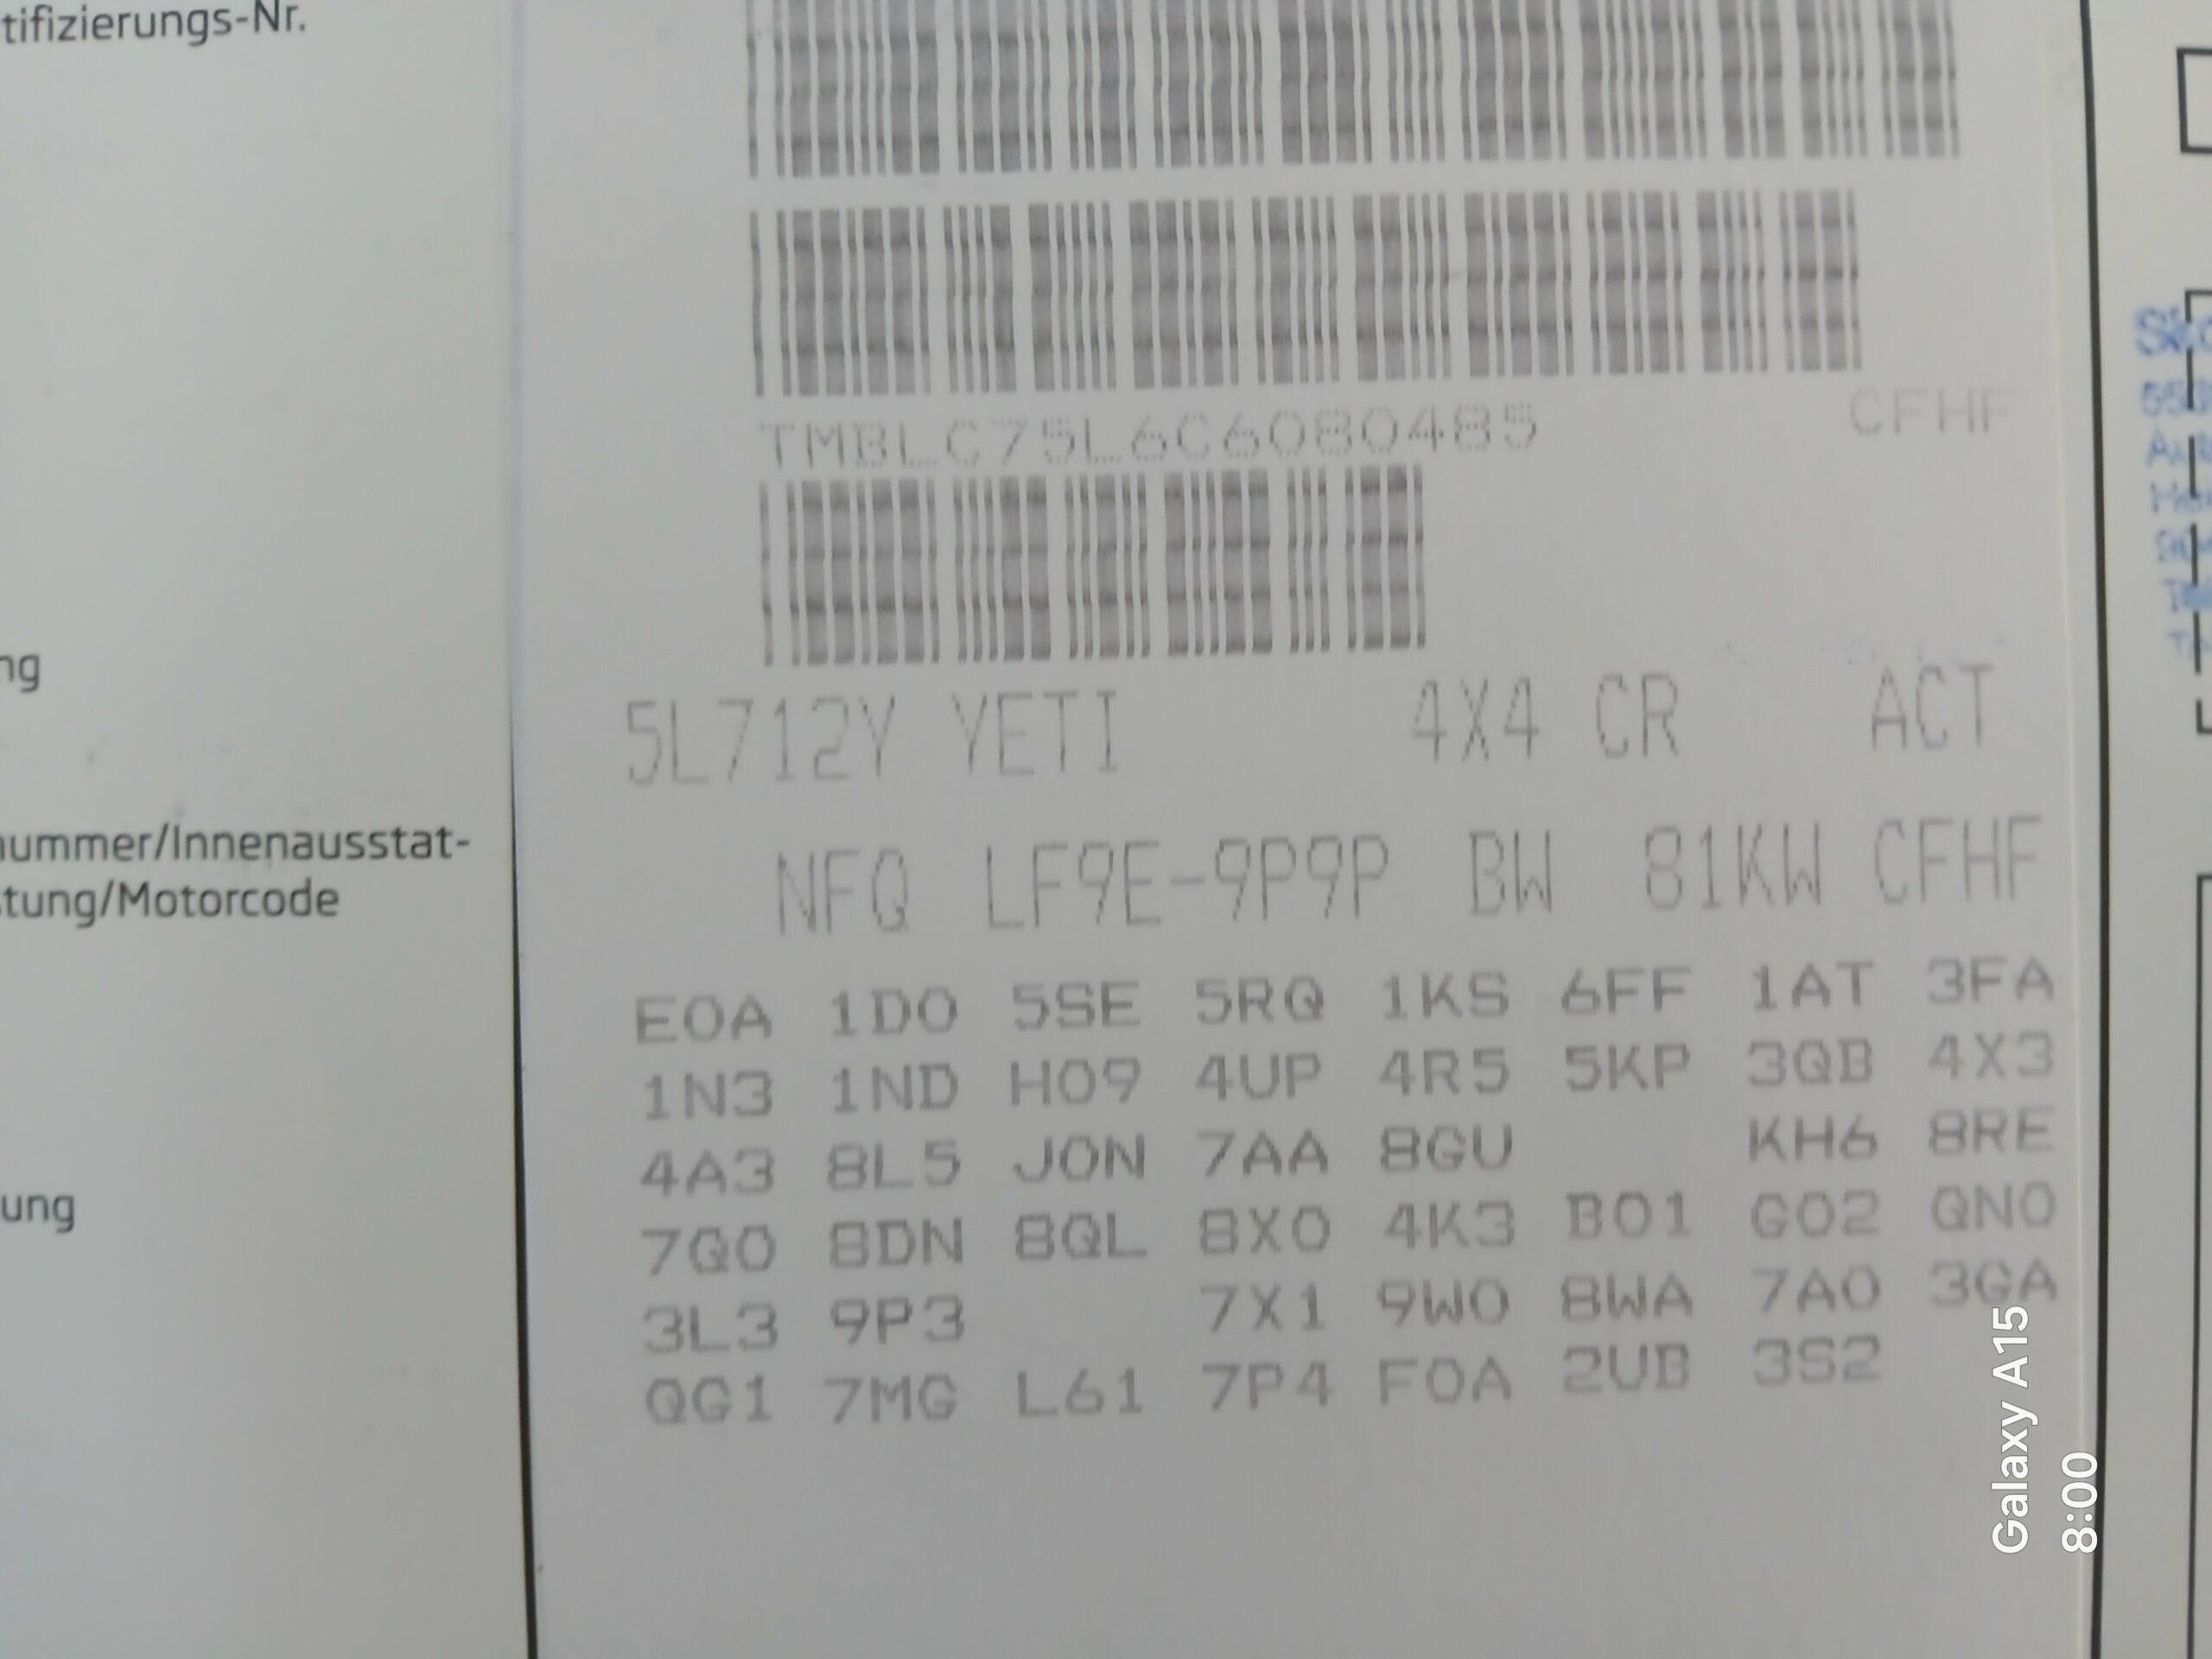 tifizierungs-Nr.
TMBLC75L6C6080485 CFHF
ng
5L712Y YETI 4X4 CR ACT
nummer/Innenausstat-
tung/Motorcode
NFQ LF9E-9P9P BW 81KW CFHF
E0A 1D0 5SE 5RQ 1KS 6FF 1AT 3FA
1N3 1ND H09 4UP 4R5 5KP 3QB 4X3
4A3 8L5 J0N 7AA 8GU KH6 8RE
ung
7Q0 8DN 8QL 8X0 4K3 B01 G02 QN0
3L3 9P3 7X1 9W0 8WA 7A0 3GA
QG1 7MG L61 7P4 F0A 2UB 3S2
Galaxy A15
8:00